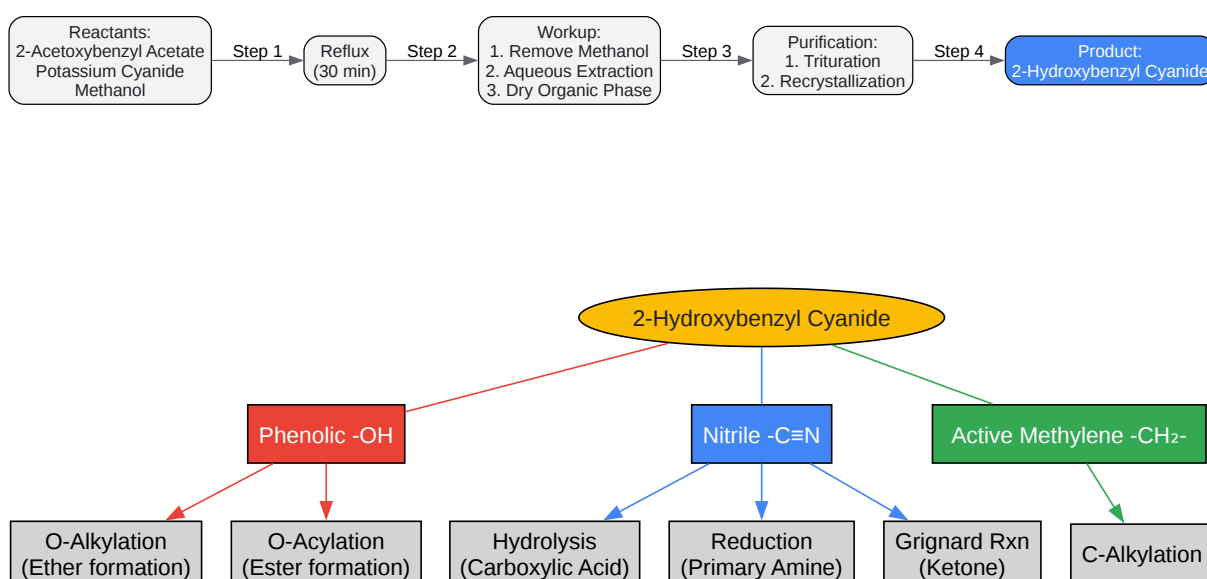 Reactants:
2-Acetoxybenzyl Acetate
Potassium Cyanide
Methanol
Step 1
Reflux
(30 min)
Step 2
Workup:
1. Remove Methanol
2. Aqueous Extraction
3. Dry Organic Phase
Step 3
Purification:
1. Trituration
2. Recrystallization
Step 4
Product:
2-Hydroxybenzyl Cyanide
2-Hydroxybenzyl Cyanide
Phenolic -OH
Nitrile -C≡N
Active Methylene -CH₂-
O-Alkylation
(Ether formation)
O-Acylation
(Ester formation)
Hydrolysis
(Carboxylic Acid)
Reduction
(Primary Amine)
Grignard Rxn
(Ketone)
C-Alkylation